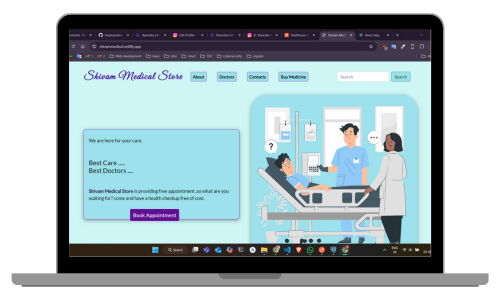 shivammedical.netlify.app
Web development
Shivam Medical Store
About
Doctors
Contacts
Buy Medicine
Search
Search
?
...
We are here for your care.
Best Care .....
Best Doctors ....
Shivam Medical Store is providing free appointment so what are you
waiting for? come and have a health checkup free of cost.
Book Appointment
Search